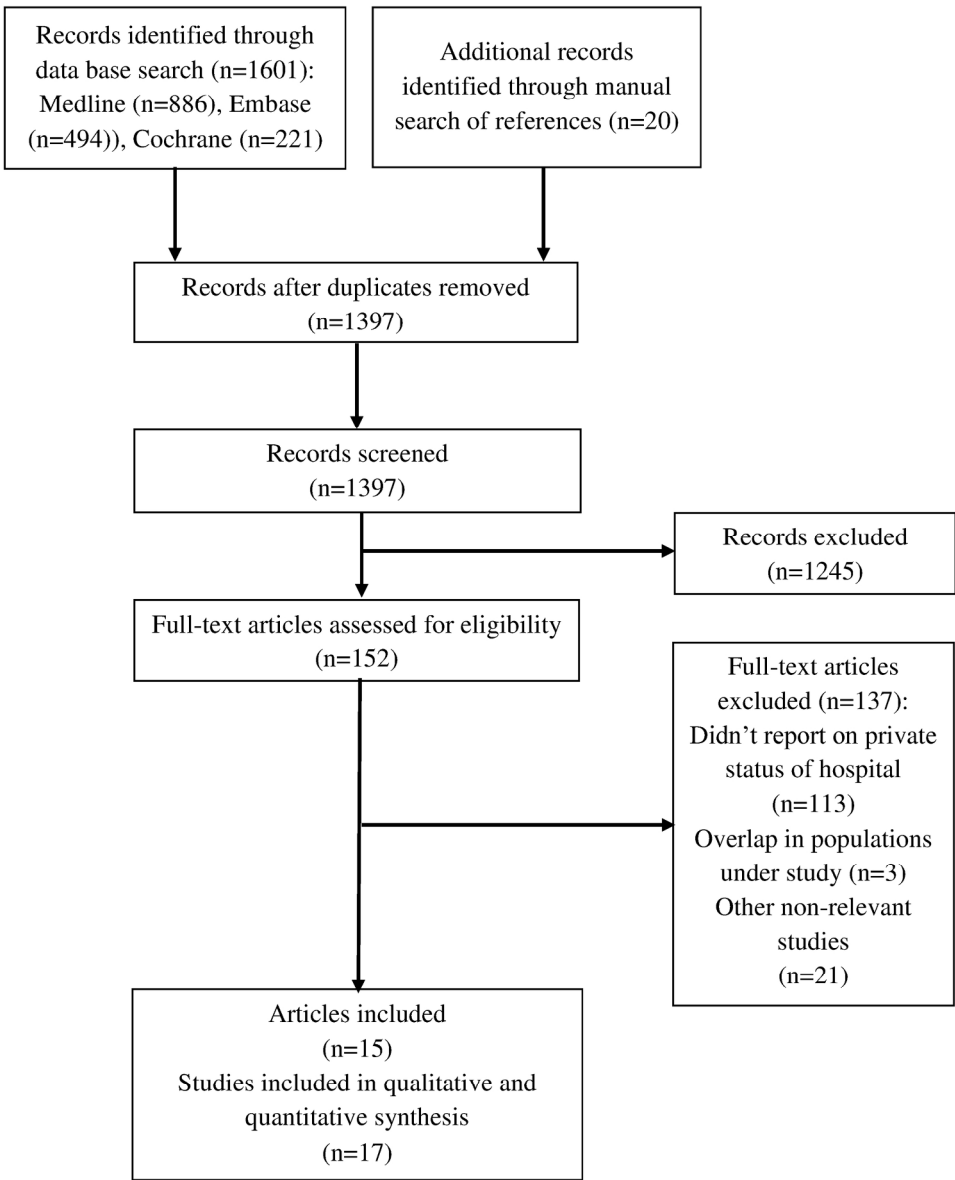 Records identified through
data base search (n=1601):
Medline (n=886), Embase
(n=494)), Cochrane (n=221)
Additional records
identified through manual
search of references (n=20)
Records after duplicates removed
(n=1397)
Records screened
(n=1397)
Records excluded
(n=1245)
Full-text articles assessed for eligibility
(n=152)
Full-text articles
excluded (n=137):
Didn’t report on private
status of hospital
(n=113)
Overlap in populations
under study (n=3)
Other non-relevant
studies
(n=21)
Articles included
(n=15)
Studies included in qualitative and
quantitative synthesis
(n=17)